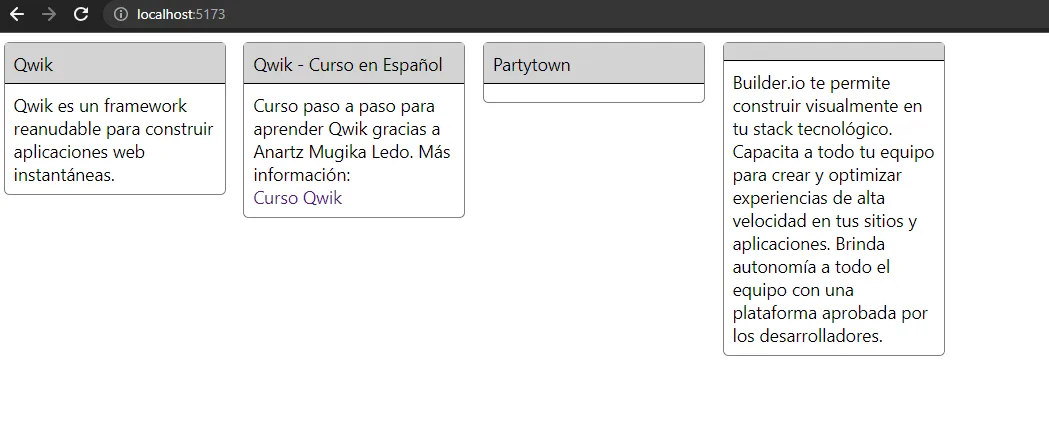 localhost:5173
Qwik
Qwik es un framework
reanudable para construir
aplicaciones web
instantáneas.
Qwik - Curso en Español
Curso paso a paso para
aprender Qwik gracias a
Anartz Mugika Ledo. Más
información:
Curso Qwik
Partytown
Builder.io te permite
construir visualmente en
tu stack tecnológico.
Capacita a todo tu equipo
para crear y optimizar
experiencias de alta
velocidad en tus sitios y
aplicaciones. Brinda
autonomía a todo el
equipo con una
plataforma aprobada por
los desarrolladores.